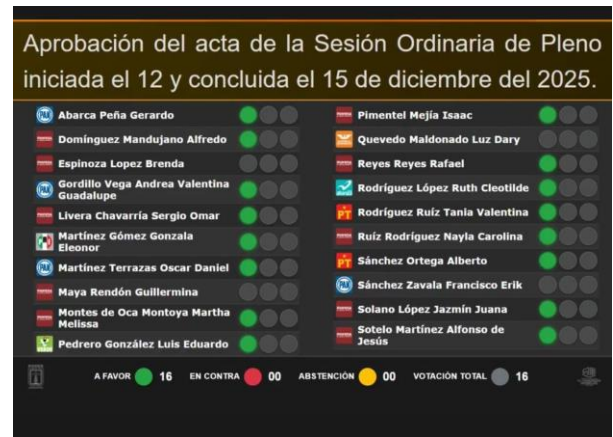 Aprobación del acta de la Sesión Ordinaria de Pleno
iniciada el 12 y concluida el 15 de diciembre del 2025.
Abarca Peña Gerardo
Domínguez Mandujano Alfredo
Espinoza Lopez Brenda
Gordillo Vega Andrea Valentina
Guadalupe
Livera Chavarría Sergio Omar
Martínez Gómez Gonzala
Eleonor
Martínez Terrazas Oscar Daniel
Maya Rendón Guillermina
Montes de Oca Montoya Martha
Melissa
Pedrero González Luis Eduardo
Pimentel Mejía Isaac
Quevedo Maldonado Luz Dary
Reyes Reyes Rafael
Rodríguez López Ruth Cleotilde
PT Rodríguez Ruíz Tania Valentina
Ruíz Rodríguez Nayla Carolina
PT Sánchez Ortega Alberto
Sánchez Zavala Francisco Erik
Solano López Jazmín Juana
Sotelo Martínez Alfonso de
Jesús
A FAVOR 16 EN CONTRA 00 ABSTENCIÓN 00 VOTACIÓN TOTAL 16